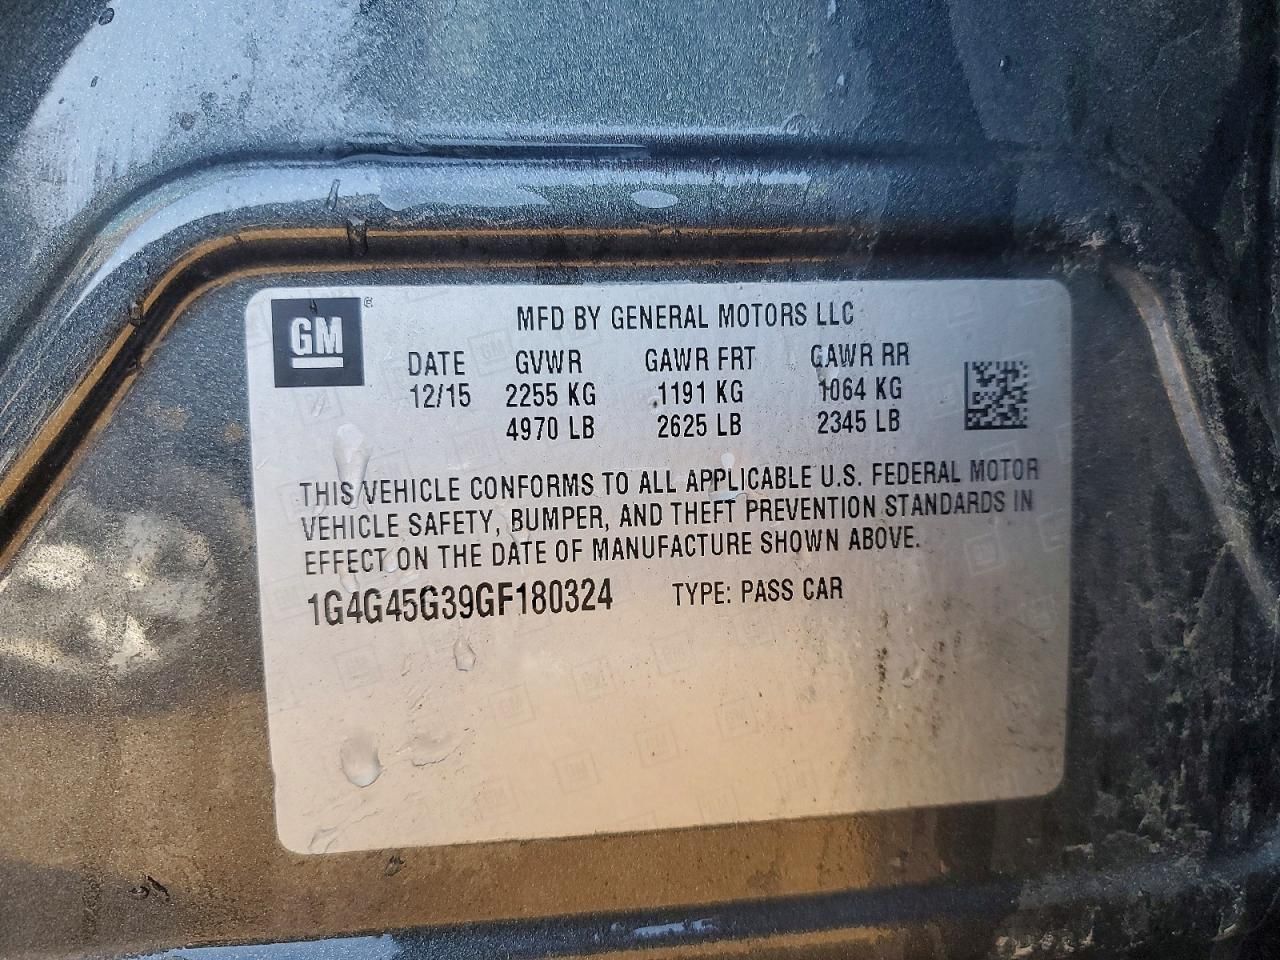 GM ®
MFD BY GENERAL MOTORS LLC
DATE GVWR GAWR FRT GAWR RR
12/15 2255 KG 1191 KG 1064 KG
4970 LB 2625 LB 2345 LB
THIS VEHICLE CONFORMS TO ALL APPLICABLE U.S. FEDERAL MOTOR
VEHICLE SAFETY, BUMPER, AND THEFT PREVENTION STANDARDS IN
EFFECT ON THE DATE OF MANUFACTURE SHOWN ABOVE.
1G4G45G39GF180324 TYPE: PASS CAR